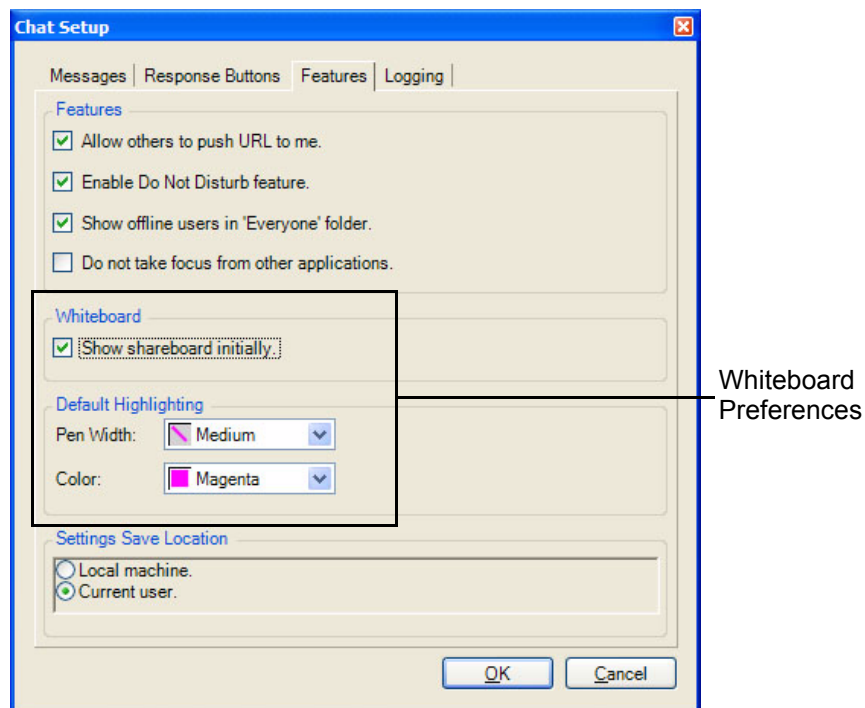 Chat Setup
Messages Response Buttons Features Logging
Features
Allow others to push URL to me.
Enable Do Not Disturb feature.
Show offline users in 'Everyone' folder.
Do not take focus from other applications.
Whiteboard
Show shareboard initially.
Default Highlighting
Pen Width: Medium
Color: Magenta
Whiteboard
Preferences
Settings Save Location
Local machine.
Current user.
OK Cancel